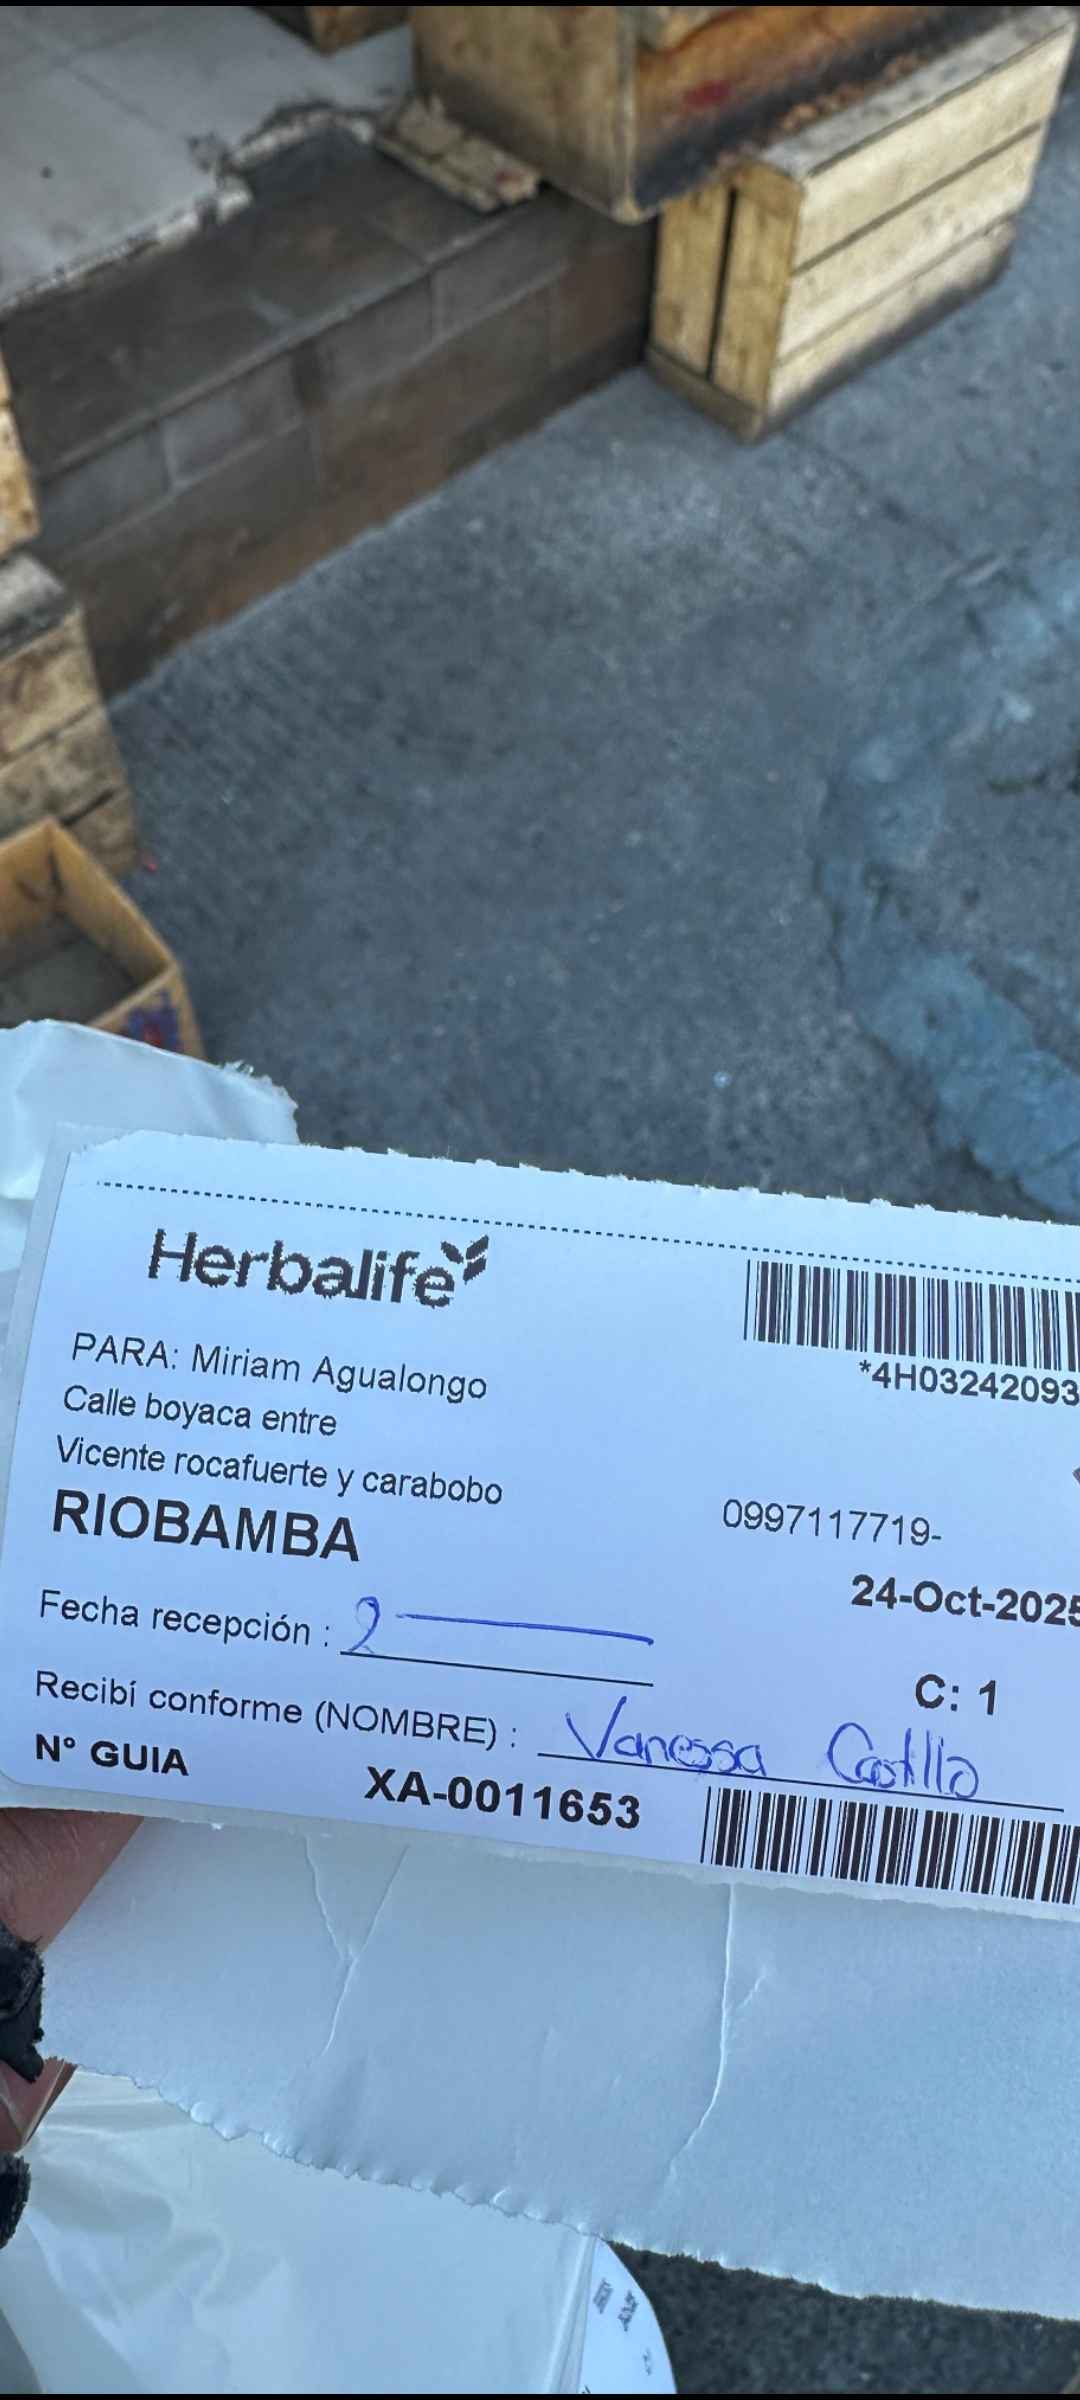 Herbalife
*4H03242093
PARA: Miriam Agualongo
Calle boyaca entre
Vicente rocafuerte y carabobo
RIOBAMBA
0997117719-
24-Oct-2025
Fecha recepción : 2
C: 1
Recibí conforme (NOMBRE) : Vanessa Castillo
N° GUIA XA-0011653